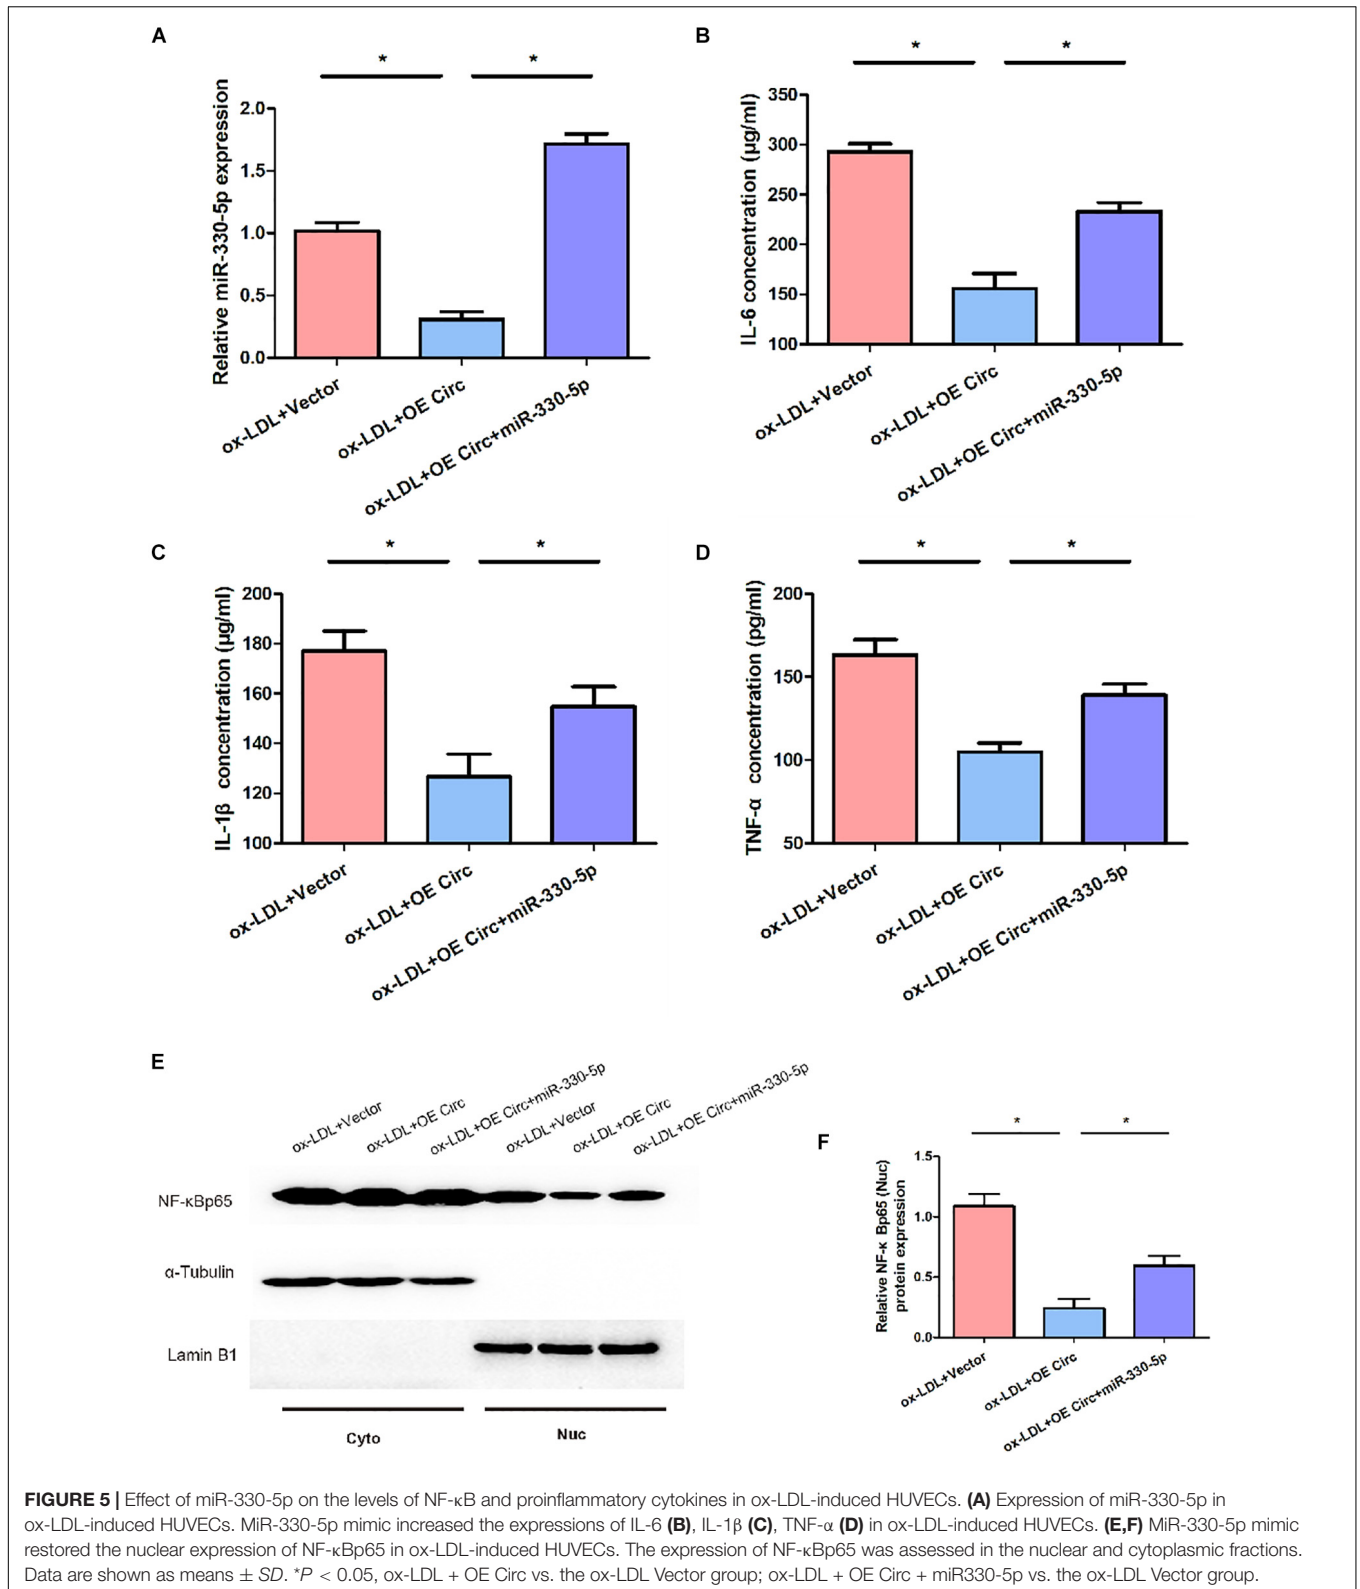 A
*
*
Relative miR-330-5p expression
2.0
1.5
1.0
0.5
0.0
ox-LDL+Vector
ox-LDL+OE Circ
ox-LDL+OE Circ+miR-330-5p
B
*
*
IL-6 concentration (µg/ml)
350
300
250
200
150
100
ox-LDL+Vector
ox-LDL+OE Circ
ox-LDL+OE Circ+miR-330-5p
C
*
*
IL-1β concentration (µg/ml)
200
180
160
140
120
100
ox-LDL+Vector
ox-LDL+OE Circ
ox-LDL+OE Circ+miR-330-5p
D
*
*
TNF-α concentration (pg/ml)
200
150
100
50
ox-LDL+Vector
ox-LDL+OE Circ
ox-LDL+OE Circ+miR-330-5p
E
ox-LDL+Vector
ox-LDL+OE Circ
ox-LDL+OE Circ+miR-330-5p
ox-LDL+Vector
ox-LDL+OE Circ
ox-LDL+OE Circ+miR-330-5p
NF-κBp65
α-Tubulin
Lamin B1
Cyto
Nuc
F
*
*
Relative NF-κ Bp65 (Nuc)
protein expression
1.5
1.0
0.5
0.0
ox-LDL+Vector
ox-LDL+OE Circ
ox-LDL+OE Circ+miR-330-5p
FIGURE 5 | Effect of miR-330-5p on the levels of NF-κB and proinflammatory cytokines in ox-LDL-induced HUVECs. (A) Expression of miR-330-5p in
ox-LDL-induced HUVECs. MiR-330-5p mimic increased the expressions of IL-6 (B), IL-1β (C), TNF-α (D) in ox-LDL-induced HUVECs. (E,F) MiR-330-5p mimic
restored the nuclear expression of NF-κBp65 in ox-LDL-induced HUVECs. The expression of NF-κBp65 was assessed in the nuclear and cytoplasmic fractions.
Data are shown as means ± SD. *P < 0.05, ox-LDL + OE Circ vs. the ox-LDL Vector group; ox-LDL + OE Circ + miR330-5p vs. the ox-LDL Vector group.